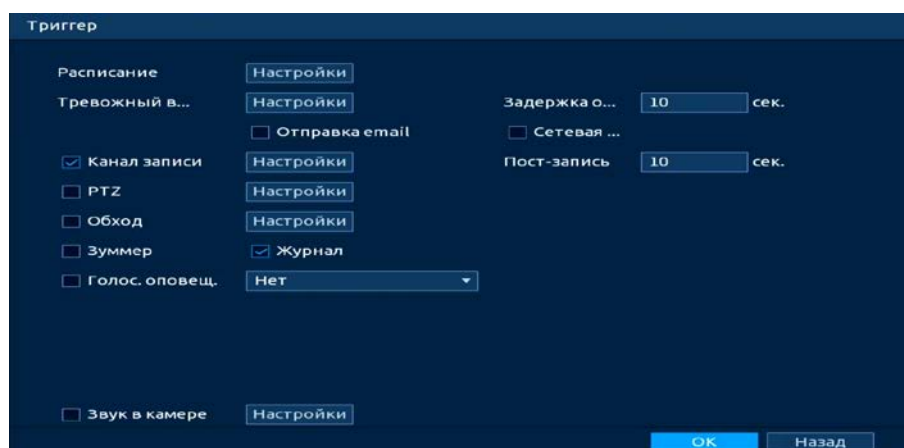 Триггер
Расписание Настройки
Тревожный в... Настройки Задержка о... 10 сек.
Отправка email Сетевая ...
Канал записи Настройки Пост-запись 10 сек.
PTZ Настройки
Обход Настройки
Зуммер Журнал
Голос. оповещ. Нет
Звук в камере Настройки
OK Назад